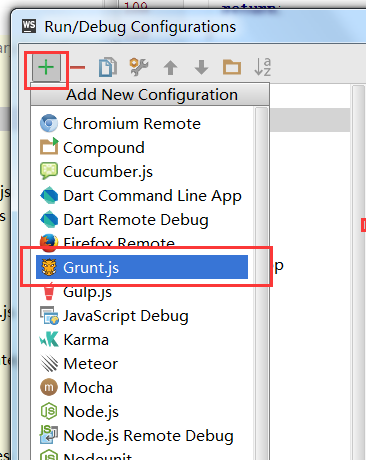 109
return;
WS Run/Debug Configurations
Add New Configuration
Chromium Remote
Compound
Cucumber.js
Dart Command Line App
Dart Remote Debug
Firefox Remote
Grunt.js
p
Gulp.js
JavaScript Debug
Karma
Meteor
Mocha
Node.js
Node.js Remote Debug
Nodeunit